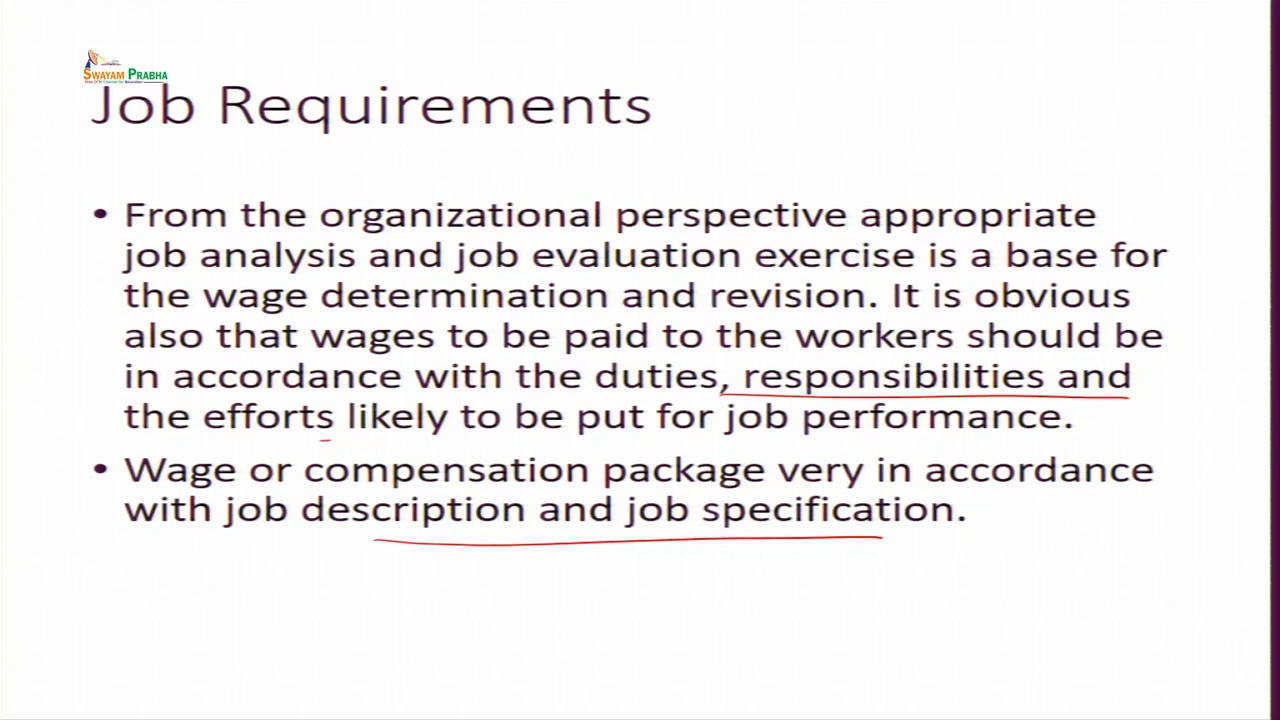 SWAYAM PRABHA
Job Requirements
• From the organizational perspective appropriate
job analysis and job evaluation exercise is a base for
the wage determination and revision. It is obvious
also that wages to be paid to the workers should be
in accordance with the duties, responsibilities and
the efforts likely to be put for job performance.
• Wage or compensation package very in accordance
with job description and job specification.